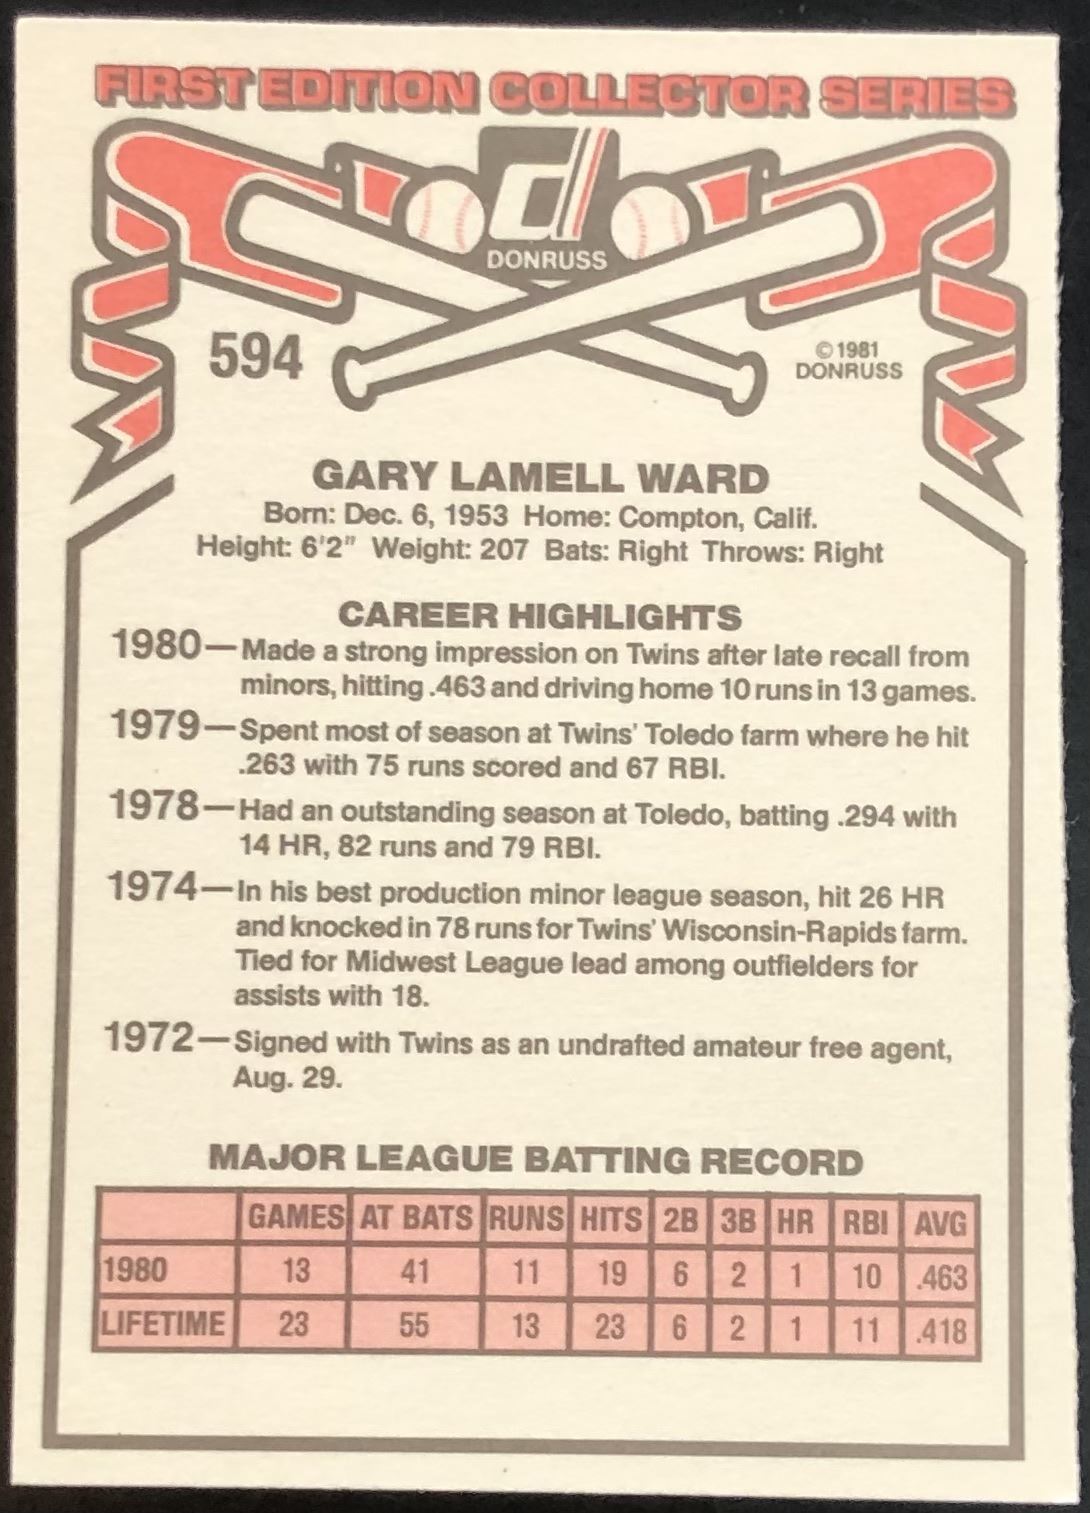 FIRST EDITION COLLECTOR SERIES
DONRUSS
594
©1981
DONRUSS
GARY LAMELL WARD
Born: Dec. 6, 1953 Home: Compton, Calif.
Height: 6'2" Weight: 207 Bats: Right Throws: Right
CAREER HIGHLIGHTS
1980—Made a strong impression on Twins after late recall from
minors, hitting .463 and driving home 10 runs in 13 games.
1979—Spent most of season at Twins' Toledo farm where he hit
.263 with 75 runs scored and 67 RBI.
1978—Had an outstanding season at Toledo, batting .294 with
14 HR, 82 runs and 79 RBI.
1974—In his best production minor league season, hit 26 HR
and knocked in 78 runs for Twins' Wisconsin-Rapids farm.
Tied for Midwest League lead among outfielders for
assists with 18.
1972—Signed with Twins as an undrafted amateur free agent,
Aug. 29.
MAJOR LEAGUE BATTING RECORD
GAMES AT BATS RUNS HITS 2B 3B HR RBI AVG
1980 13 41 11 19 6 2 1 10 .463
LIFETIME 23 55 13 23 6 2 1 11 .418